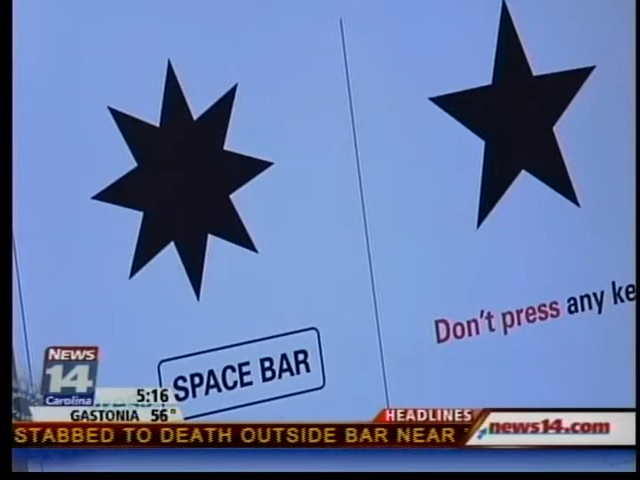 Don't press any ke
SPACE BAR
NEWS
14
Carolina
5:16
GASTONIA 56°
HEADLINES
STABBED TO DEATH OUTSIDE BAR NEAR
news14.com